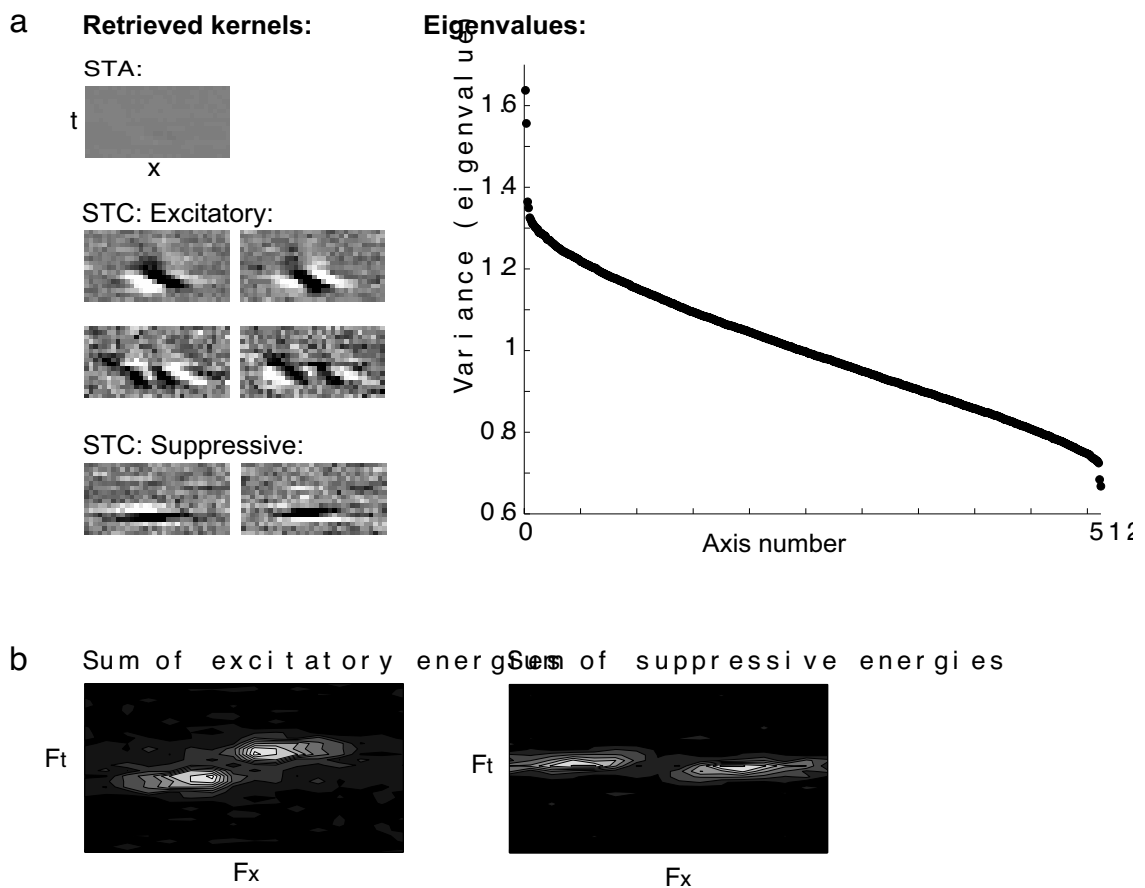 a
Retrieved kernels:
Eigenvalues:
STA:
t
x
STC: Excitatory:
STC: Suppressive:
Variance (eigenvalue)
1.6
1.4
1.2
1
0.8
0.6
0
512
Axis number
b
Sum of excitatory energies
Sum of suppressive energies
Ft
Fx
Ft
Fx